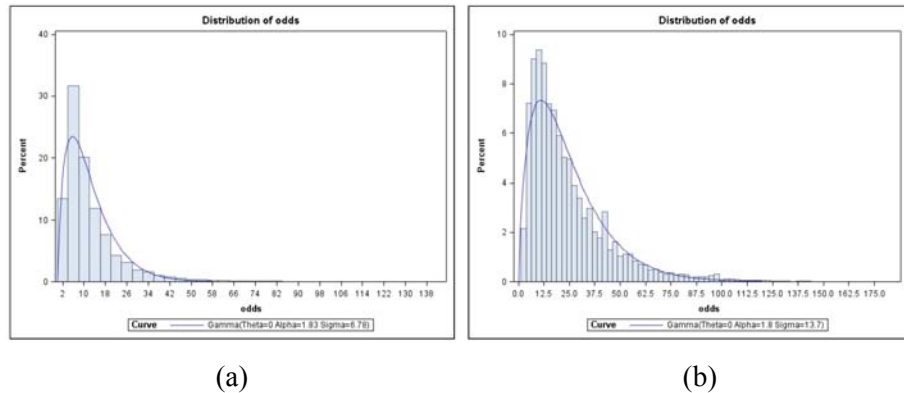 Distribution of odds
40
30
20
10
0
Percent
2 10 18 26 34 42 50 58 66 74 82 90 98 106 114 122 130 138
odds
Curve Gamma(Theta=0 Alpha=1.83 Sigma=6.78)
(a)
Distribution of odds
10
8
6
4
2
0
Percent
0.0 12.5 25.0 37.5 50.0 62.5 75.0 87.5 100.0 112.5 125.0 137.5 150.0 162.5 175.0
odds
Curve Gamma(Theta=0 Alpha=1.8 Sigma=13.7)
(b)